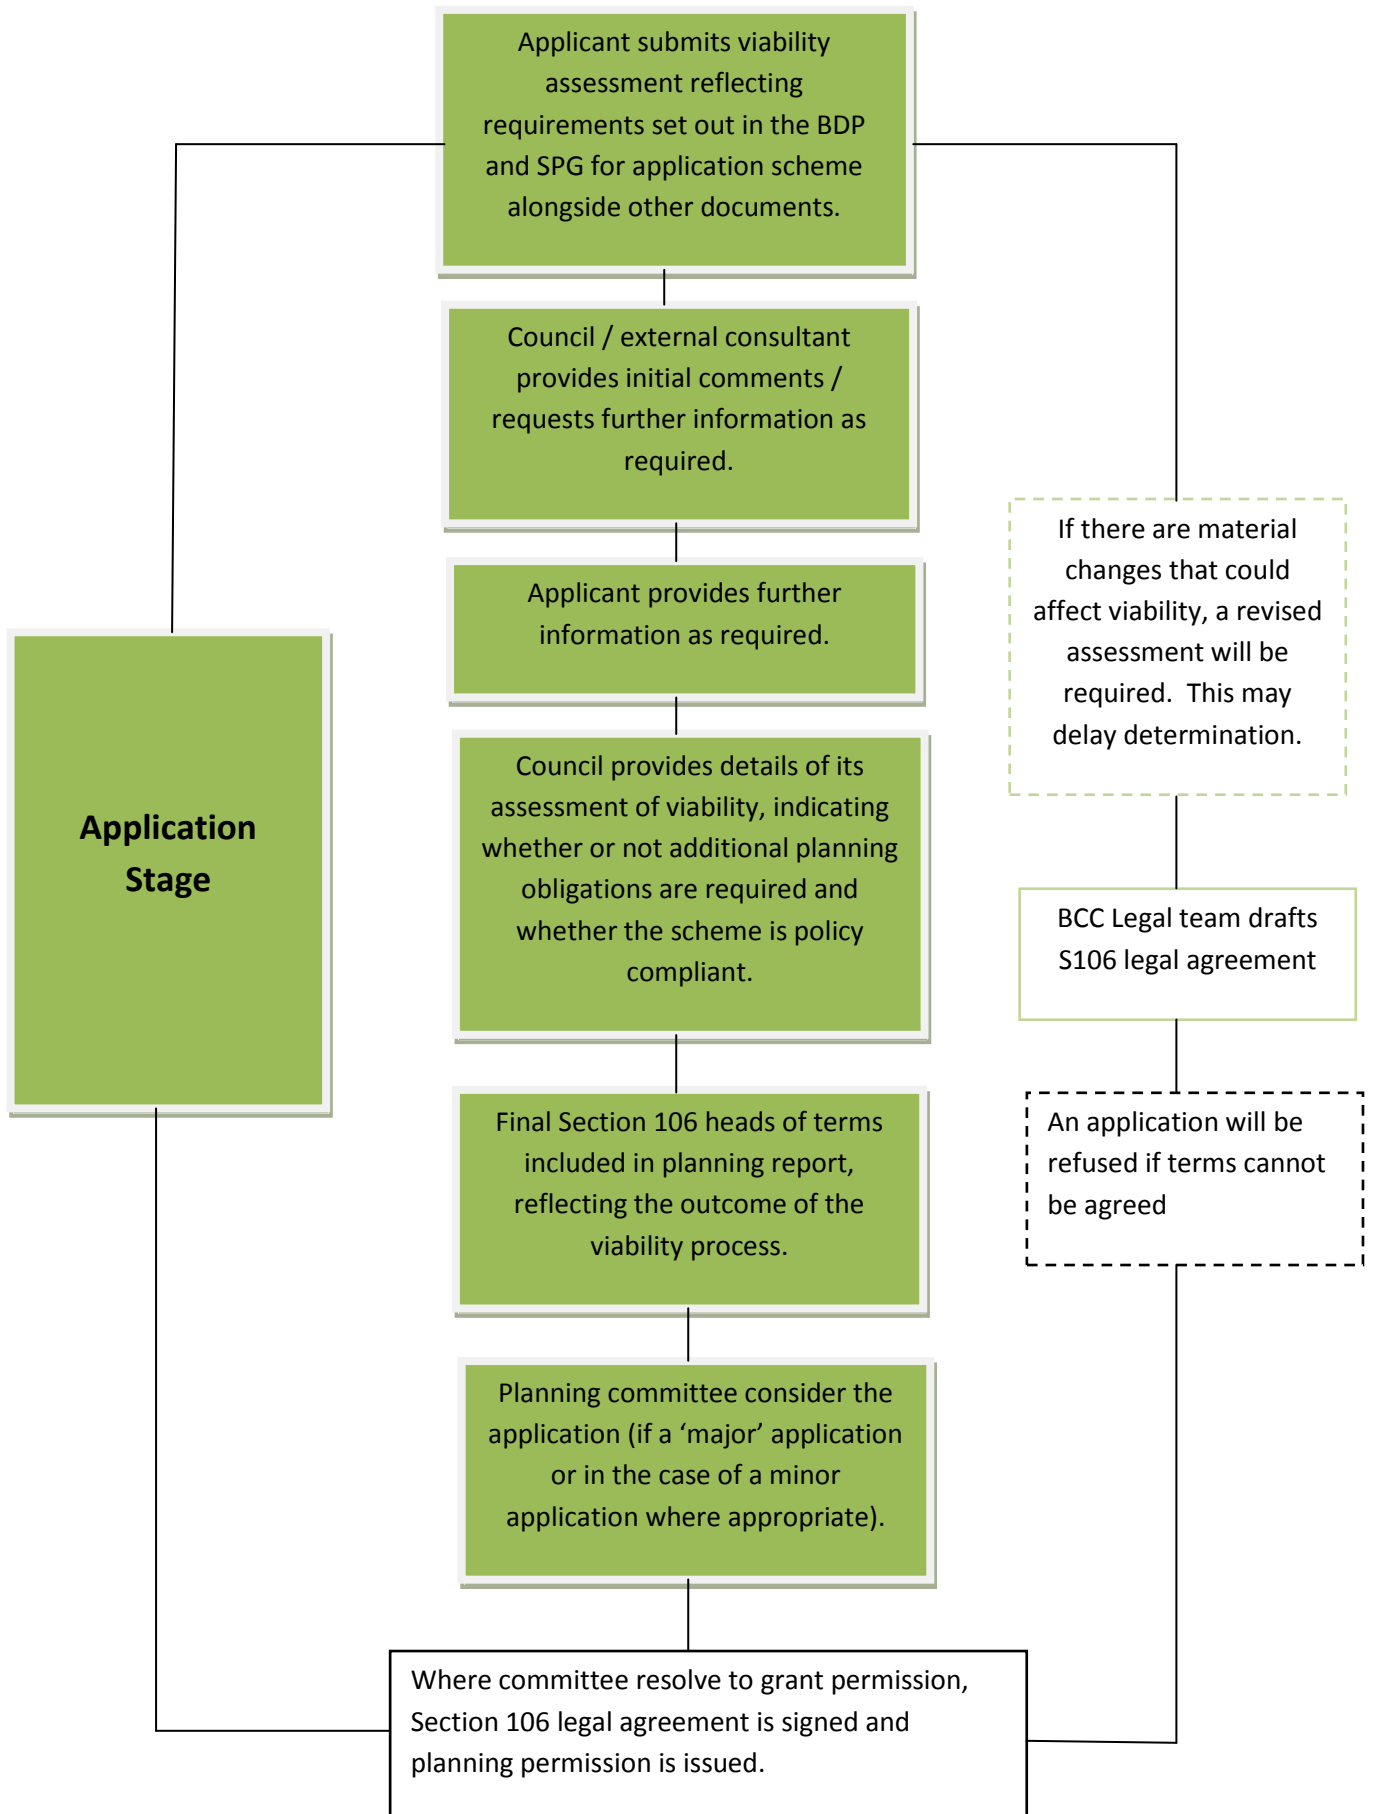 Applicant submits viability
assessment reflecting
requirements set out in the BDP
and SPG for application scheme
alongside other documents.
Council / external consultant
provides initial comments /
requests further information as
required.
Applicant provides further
information as required.
Council provides details of its
assessment of viability, indicating
whether or not additional planning
obligations are required and
whether the scheme is policy
compliant.
Final Section 106 heads of terms
included in planning report,
reflecting the outcome of the
viability process.
Planning committee consider the
application (if a ‘major’ application
or in the case of a minor
application where appropriate).
Application
Stage
If there are material
changes that could
affect viability, a revised
assessment will be
required.  This may
delay determination.
BCC Legal team drafts
S106 legal agreement
An application will be
refused if terms cannot
be agreed
Where committee resolve to grant permission,
Section 106 legal agreement is signed and
planning permission is issued.